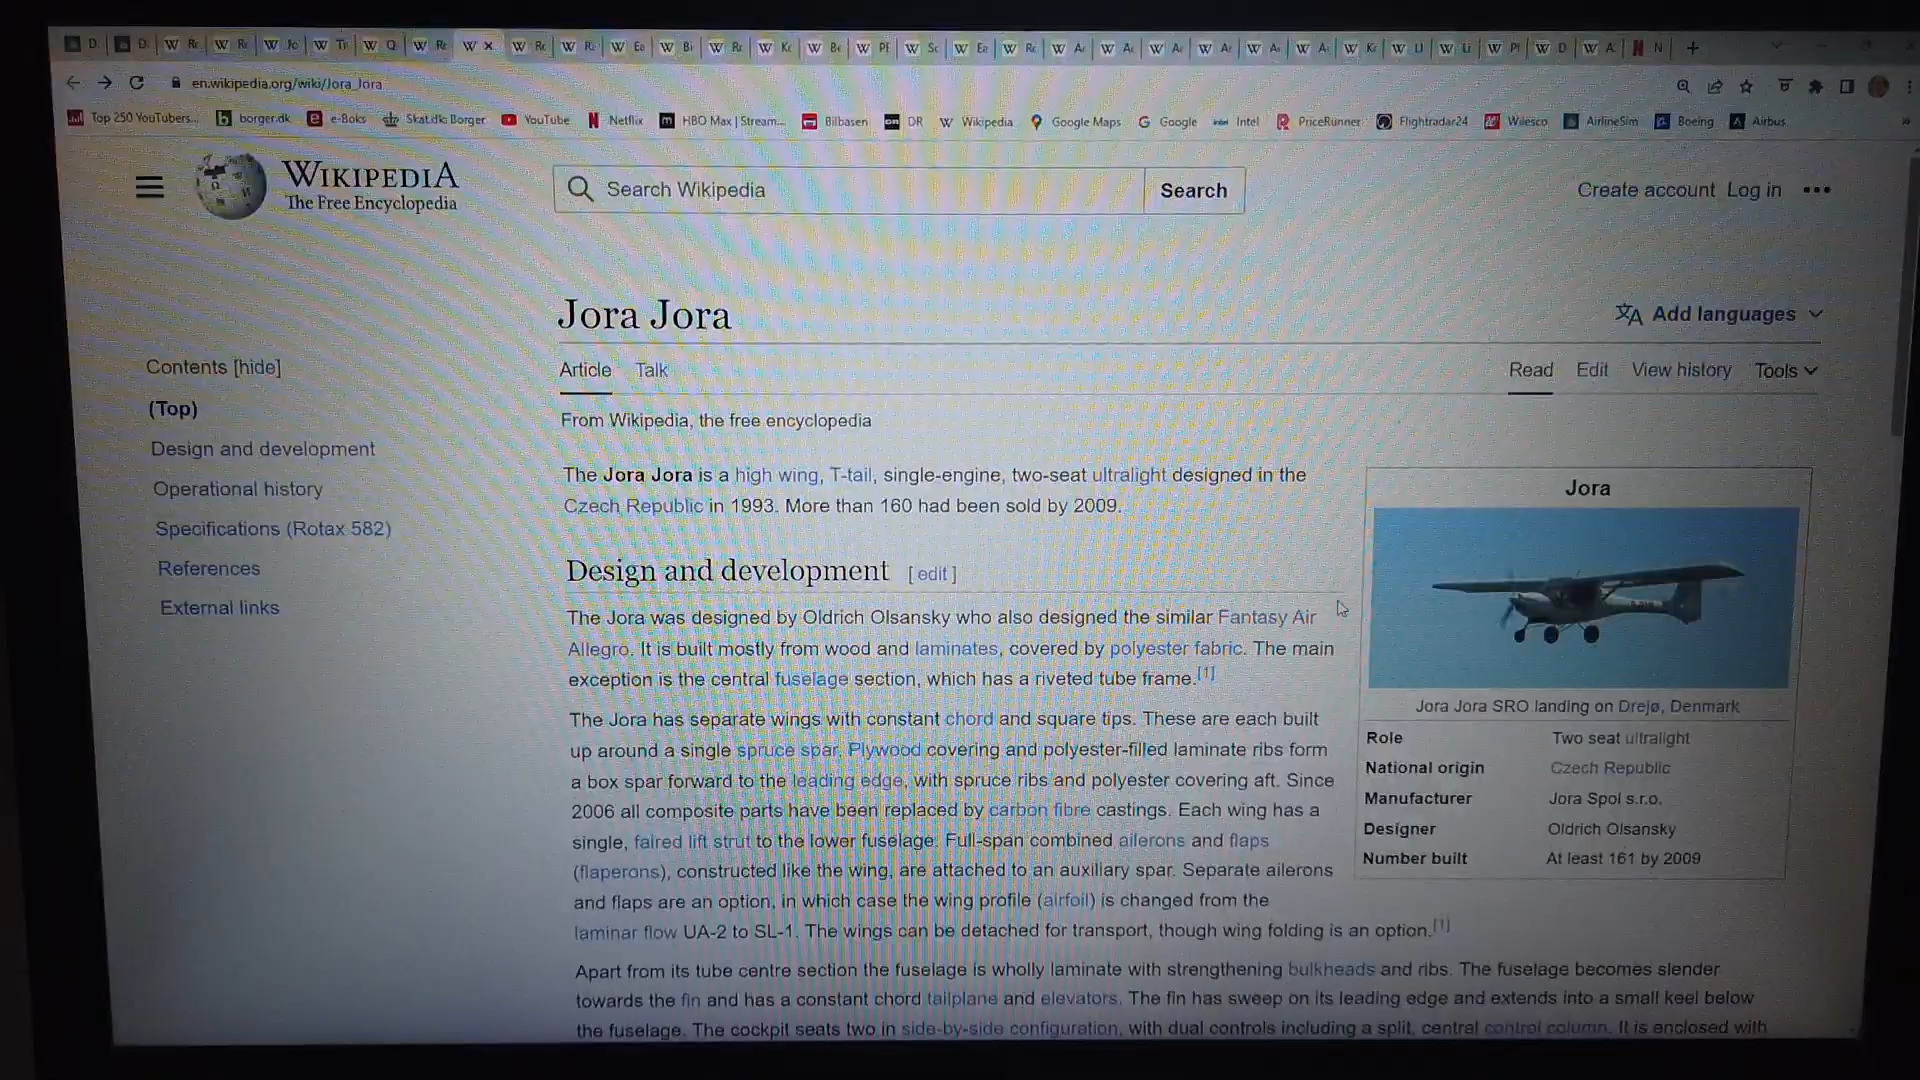 en.wikipedia.org/wiki/Jora_Jora
Top 250 YouTubers... borger.dk e-Boks Skat.dk: Borger YouTube Netflix HBO Max | Stream... Bilbasen DR Wikipedia Google Maps Google Intel PriceRunner Flightradar24 Wilesco AirlineSim Boeing Airbus
WIKIPEDIA
The Free Encyclopedia
Search Wikipedia
Search
Create account Log in
Jora Jora
Add languages
Contents [hide]
(Top)
Design and development
Operational history
Specifications (Rotax 582)
References
External links
Article Talk
Read Edit View history Tools
From Wikipedia, the free encyclopedia
The Jora Jora is a high wing, T-tail, single-engine, two-seat ultralight designed in the
Czech Republic in 1993. More than 160 had been sold by 2009.
Design and development [ edit ]
The Jora was designed by Oldrich Olsansky who also designed the similar Fantasy Air
Allegro. It is built mostly from wood and laminates, covered by polyester fabric. The main
exception is the central fuselage section, which has a riveted tube frame.[1]
The Jora has separate wings with constant chord and square tips. These are each built
up around a single spruce spar. Plywood covering and polyester-filled laminate ribs form
a box spar forward to the leading edge, with spruce ribs and polyester covering aft. Since
2006 all composite parts have been replaced by carbon fibre castings. Each wing has a
single, faired lift strut to the lower fuselage. Full-span combined ailerons and flaps
(flaperons), constructed like the wing, are attached to an auxiliary spar. Separate ailerons
and flaps are an option, in which case the wing profile (airfoil) is changed from the
laminar flow UA-2 to SL-1. The wings can be detached for transport, though wing folding is an option.[1]
Apart from its tube centre section the fuselage is wholly laminate with strengthening bulkheads and ribs. The fuselage becomes slender
towards the fin and has a constant chord tailplane and elevators. The fin has sweep on its leading edge and extends into a small keel below
the fuselage. The cockpit seats two in side-by-side configuration, with dual controls including a split, central control column. It is enclosed with
Jora
Jora Jora SRO landing on Drejø, Denmark
Role Two seat ultralight
National origin Czech Republic
Manufacturer Jora Spol s.r.o.
Designer Oldrich Olsansky
Number built At least 161 by 2009